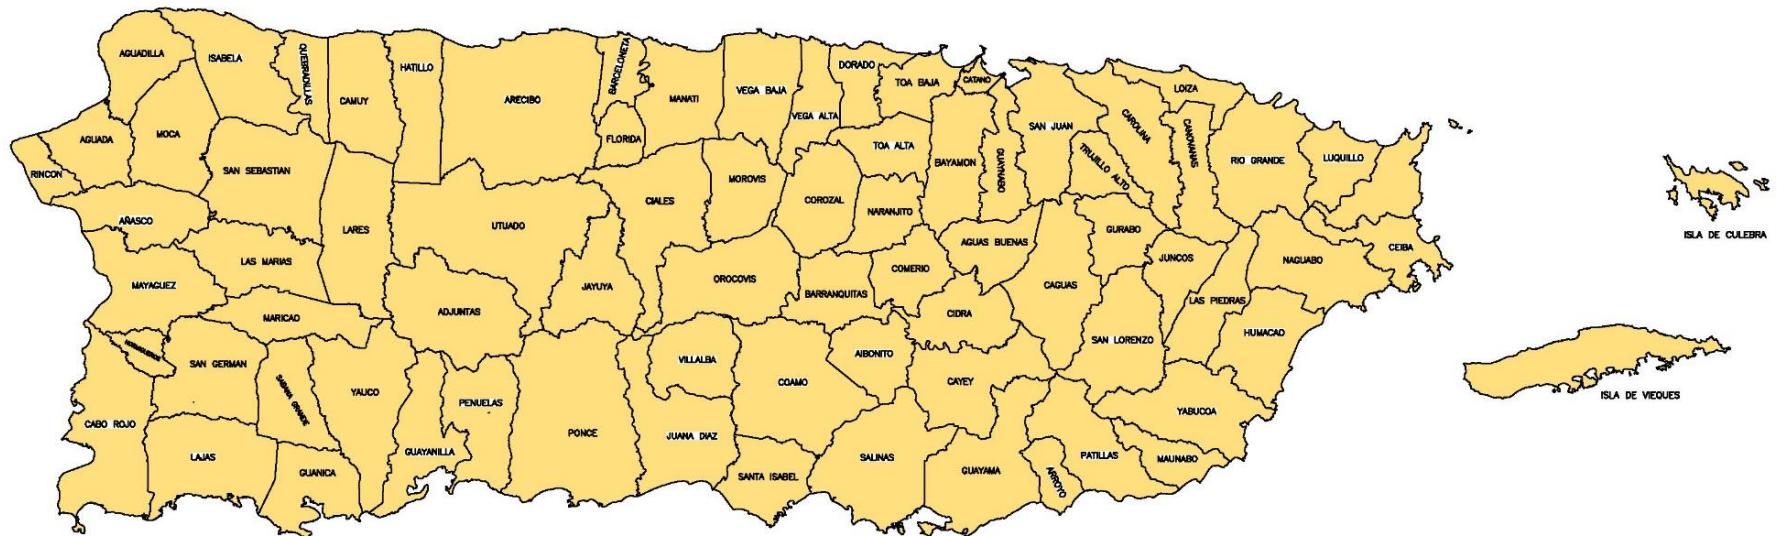 AGUADILLA
ISABELA
QUEBRADILLAS
CAMUY
HATILLO
ARECIBO
BARCELONETA
MANATI
VEGA BAJA
VEGA ALTA
DORADO
TOA BAJA
CATANO
LOIZA
AGUADA
MOCA
FLORIDA
TOA ALTA
BAYAMON
GUAYNABO
SAN JUAN
TRUJILLO ALTO
CAROLINA
CANOVANAS
RIO GRANDE
LUQUILLO
RINCON
SAN SEBASTIAN
LARES
UTUADO
CIALES
MOROVIS
COROZAL
NARANJITO
AÑASCO
LAS MARIAS
AGUAS BUENAS
GURABO
JUNCOS
NAGUABO
CEIBA
ISLA DE CULEBRA
MAYAGUEZ
MARICAO
ADJUNTAS
JAYUYA
OROCOVIS
BARRANQUITAS
COMERIO
CIDRA
CAGUAS
LAS PIEDRAS
SAN LORENZO
HUMACAO
SAN GERMAN
SABANA GRANDE
YAUCO
PENUELAS
VILLALBA
COAMO
AIBONITO
CAYEY
YABUCOA
ISLA DE VIEQUES
CABO ROJO
LAJAS
GUANICA
GUAYANILLA
PONCE
JUANA DIAZ
SANTA ISABEL
SALINAS
GUAYAMA
ARROYO
PATILLAS
MAUNABO